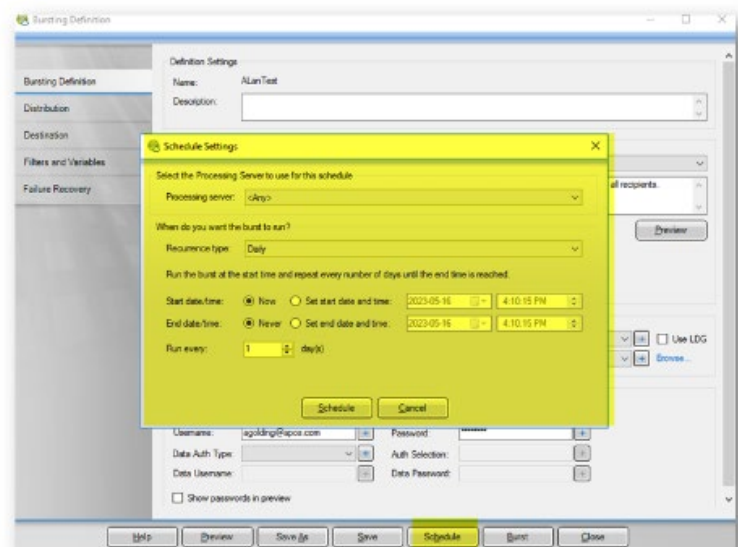 Bursting Definition
Bursting Definition
Distribution
Destination
Filters and Variables
Failure Recovery
Definition Settings
Name: ALanTest
Description:
all recipients.
Preview
Schedule Settings
Select the Processing Server to use for this schedule
Processing server: <Any>
When do you want the burst to run?
Recurrence type: Daily
Run the burst at the start time and repeat every number of days until the end time is reached.
Start date/time: Now Set start date and time: 2023-05-16 4:10:15 PM
End date/time: Never Set end date and time: 2023-05-16 4:10:15 PM
Run every: 1 day(s)
Schedule Cancel
Use LDG
Browse...
Username: agolding@apos.com Password: ********
Data Auth Type: Auth Selection:
Data Username: Data Password:
Show passwords in preview
Help Preview Save As Save Schedule Burst Close